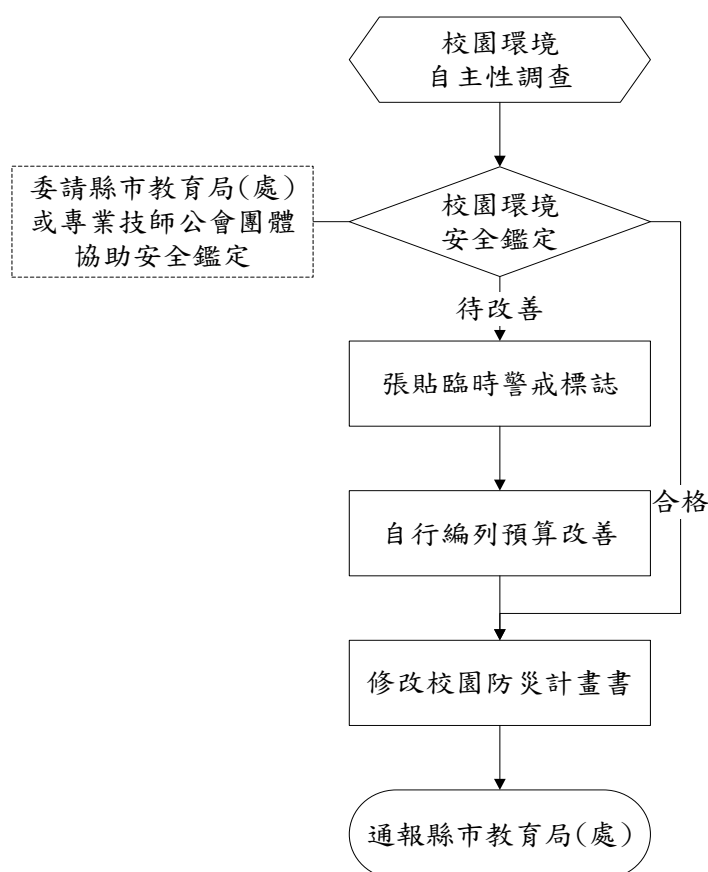 校園環境
自主性調查
委請縣市教育局(處)
或專業技師公會團體
協助安全鑑定
校園環境
安全鑑定
待改善
張貼臨時警戒標誌
自行編列預算改善
合格
修改校園防災計畫書
通報縣市教育局(處)